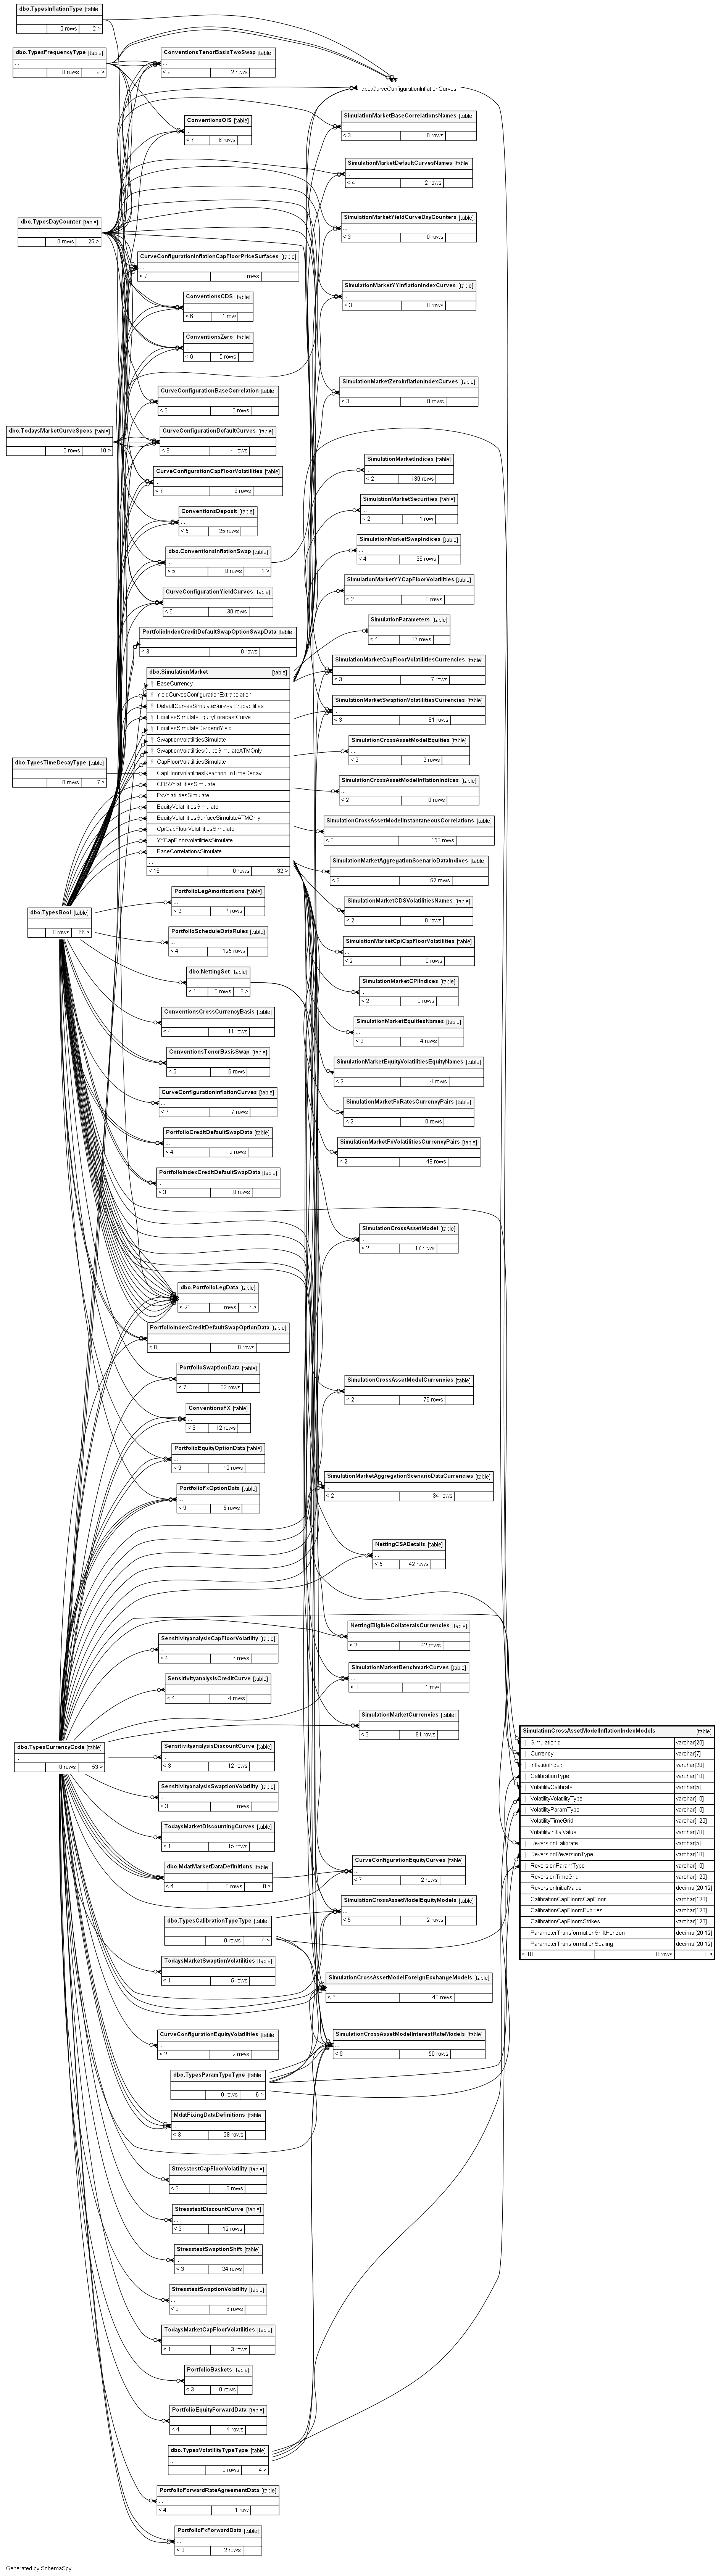 dbo.TypesInflationType [table]
...
0 rows 2 >
dbo.TypesFrequencyType [table]
...
0 rows 9 >
dbo.TypesDayCounter [table]
...
0 rows 25 >
dbo.TodaysMarketCurveSpecs [table]
...
0 rows 10 >
dbo.TypesTimeDecayType [table]
...
0 rows 7 >
dbo.TypesBool [table]
...
0 rows 66 >
dbo.TypesCurrencyCode [table]
...
0 rows 53 >
ConventionsTenorBasisTwoSwap [table]
...
< 9 2 rows
ConventionsOIS [table]
...
< 7 6 rows
CurveConfigurationInflationCapFloorPriceSurfaces [table]
...
< 7 3 rows
ConventionsCDS [table]
...
< 6 1 row
ConventionsZero [table]
...
< 6 5 rows
CurveConfigurationBaseCorrelation [table]
...
< 3 0 rows
CurveConfigurationDefaultCurves [table]
...
< 8 4 rows
CurveConfigurationCapFloorVolatilities [table]
...
< 7 3 rows
ConventionsDeposit [table]
...
< 5 25 rows
dbo.ConventionsInflationSwap [table]
...
< 5 0 rows 1 >
CurveConfigurationYieldCurves [table]
...
< 8 30 rows
PortfolioIndexCreditDefaultSwapOptionSwapData [table]
...
< 3 0 rows
dbo.SimulationMarket [table]
BaseCurrency
YieldCurvesConfigurationExtrapolation
DefaultCurvesSimulateSurvivalProbabilities
EquitiesSimulateEquityForecastCurve
EquitiesSimulateDividendYield
SwaptionVolatilitiesSimulate
SwaptionVolatilitiesCubeSimulateATMOnly
CapFloorVolatilitiesSimulate
CapFloorVolatilitiesReactionToTimeDecay
CDSVolatilitiesSimulate
FxVolatilitiesSimulate
EquityVolatilitiesSimulate
EquityVolatilitiesSurfaceSimulateATMOnly
CpiCapFloorVolatilitiesSimulate
YYCapFloorVolatilitiesSimulate
BaseCorrelationsSimulate
...
< 16 0 rows 32 >
PortfolioLegAmortizations [table]
...
< 2 7 rows
PortfolioScheduleDataRules [table]
...
< 4 125 rows
dbo.NettingSet [table]
...
< 1 0 rows 3 >
ConventionsCrossCurrencyBasis [table]
...
< 4 11 rows
ConventionsTenorBasisSwap [table]
...
< 5 6 rows
CurveConfigurationInflationCurves [table]
...
< 7 7 rows
PortfolioCreditDefaultSwapData [table]
...
< 4 2 rows
PortfolioIndexCreditDefaultSwapData [table]
...
< 3 0 rows
dbo.PortfolioLegData [table]
...
< 21 0 rows 6 >
PortfolioIndexCreditDefaultSwapOptionData [table]
...
< 8 0 rows
PortfolioSwaptionData [table]
...
< 7 32 rows
ConventionsFX [table]
...
< 3 12 rows
PortfolioEquityOptionData [table]
...
< 9 10 rows
PortfolioFxOptionData [table]
...
< 9 5 rows
SensitivityanalysisCapFloorVolatility [table]
...
< 4 6 rows
SensitivityanalysisCreditCurve [table]
...
< 4 4 rows
SensitivityanalysisDiscountCurve [table]
...
< 3 12 rows
SensitivityanalysisSwaptionVolatility [table]
...
< 3 3 rows
TodaysMarketDiscountingCurves [table]
...
< 1 15 rows
dbo.MdatMarketDataDefinitions [table]
...
< 4 0 rows 8 >
dbo.TypesCalibrationTypeType [table]
...
0 rows 4 >
TodaysMarketSwaptionVolatilities [table]
...
< 1 5 rows
CurveConfigurationEquityVolatilities [table]
...
< 2 2 rows
dbo.TypesParamTypeType [table]
...
0 rows 6 >
MdatFixingDataDefinitions [table]
...
< 3 28 rows
StresstestCapFloorVolatility [table]
...
< 3 6 rows
StresstestDiscountCurve [table]
...
< 3 12 rows
StresstestSwaptionShift [table]
...
< 3 24 rows
StresstestSwaptionVolatility [table]
...
< 3 6 rows
TodaysMarketCapFloorVolatilities [table]
...
< 1 3 rows
PortfolioBaskets [table]
...
< 3 0 rows
PortfolioEquityForwardData [table]
...
< 4 4 rows
dbo.TypesVolatilityTypeType [table]
...
0 rows 4 >
PortfolioForwardRateAgreementData [table]
...
< 4 1 row
PortfolioFxForwardData [table]
...
< 3 2 rows
dbo.CurveConfigurationInflationCurves
SimulationMarketBaseCorrelationsNames [table]
...
< 3 0 rows
SimulationMarketDefaultCurvesNames [table]
...
< 4 2 rows
SimulationMarketYieldCurveDayCounters [table]
...
< 3 0 rows
SimulationMarketYYInflationIndexCurves [table]
...
< 3 0 rows
SimulationMarketZeroInflationIndexCurves [table]
...
< 3 0 rows
SimulationMarketIndices [table]
...
< 2 139 rows
SimulationMarketSecurities [table]
...
< 2 1 row
SimulationMarketSwapIndices [table]
...
< 4 36 rows
SimulationMarketYYCapFloorVolatilities [table]
...
< 2 0 rows
SimulationParameters [table]
...
< 4 17 rows
SimulationMarketCapFloorVolatilitiesCurrencies [table]
...
< 3 7 rows
SimulationMarketSwaptionVolatilitiesCurrencies [table]
...
< 3 81 rows
SimulationCrossAssetModelEquities [table]
...
< 2 2 rows
SimulationCrossAssetModelInflationIndices [table]
...
< 2 0 rows
SimulationCrossAssetModelInstantaneousCorrelations [table]
...
< 3 153 rows
SimulationMarketAggregationScenarioDataIndices [table]
...
< 2 52 rows
SimulationMarketCDSVolatilitiesNames [table]
...
< 2 0 rows
SimulationMarketCpiCapFloorVolatilities [table]
...
< 2 0 rows
SimulationMarketCPIIndices [table]
...
< 2 0 rows
SimulationMarketEquitiesNames [table]
...
< 2 4 rows
SimulationMarketEquityVolatilitiesEquityNames [table]
...
< 2 4 rows
SimulationMarketFxRatesCurrencyPairs [table]
...
< 2 0 rows
SimulationMarketFxVolatilitiesCurrencyPairs [table]
...
< 2 49 rows
SimulationCrossAssetModel [table]
...
< 2 17 rows
SimulationCrossAssetModelCurrencies [table]
...
< 2 76 rows
SimulationMarketAggregationScenarioDataCurrencies [table]
...
< 2 34 rows
NettingCSADetails [table]
...
< 5 42 rows
NettingEligibleCollateralsCurrencies [table]
...
< 2 42 rows
SimulationMarketBenchmarkCurves [table]
...
< 3 1 row
SimulationMarketCurrencies [table]
...
< 2 81 rows
CurveConfigurationEquityCurves [table]
...
< 7 2 rows
SimulationCrossAssetModelEquityModels [table]
...
< 5 2 rows
SimulationCrossAssetModelForeignExchangeModels [table]
...
< 6 49 rows
SimulationCrossAssetModelInterestRateModels [table]
...
< 9 50 rows
SimulationCrossAssetModelInflationIndexModels [table]
SimulationId varchar[20]
Currency varchar[7]
InflationIndex varchar[20]
CalibrationType varchar[10]
VolatilityCalibrate varchar[5]
VolatilityVolatilityType varchar[10]
VolatilityParamType varchar[10]
VolatilityTimeGrid varchar[120]
VolatilityInitialValue varchar[70]
ReversionCalibrate varchar[5]
ReversionReversionType varchar[10]
ReversionParamType varchar[10]
ReversionTimeGrid varchar[120]
ReversionInitialValue decimal[20,12]
CalibrationCapFloorsCapFloor varchar[120]
CalibrationCapFloorsExpiries varchar[120]
CalibrationCapFloorsStrikes varchar[120]
ParameterTransformationShiftHorizon decimal[20,12]
ParameterTransformationScaling decimal[20,12]
< 10 0 rows 0 >
Generated by SchemaSpy